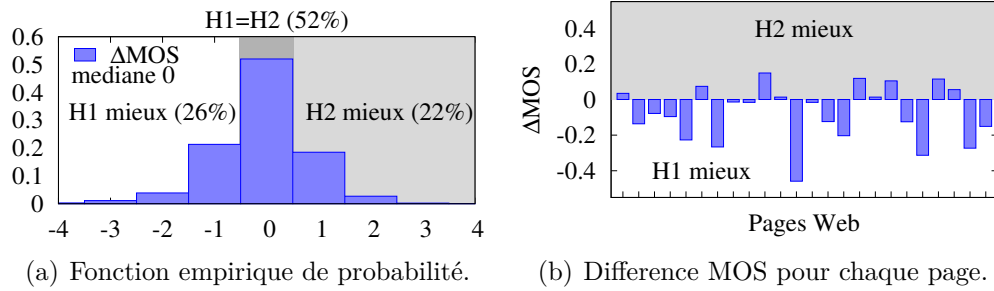 H1=H2 (52%)
0.6
0.5
0.4
0.3
0.2
0.1
0
ΔMOS
mediane 0
H1 mieux (26%)
H2 mieux (22%)
-4 -3 -2 -1 0 1 2 3 4
(a) Fonction empirique de probabilité.
ΔMOS
0.4
0.2
0
-0.2
-0.4
H2 mieux
H1 mieux
Pages Web
(b) Difference MOS pour chaque page.